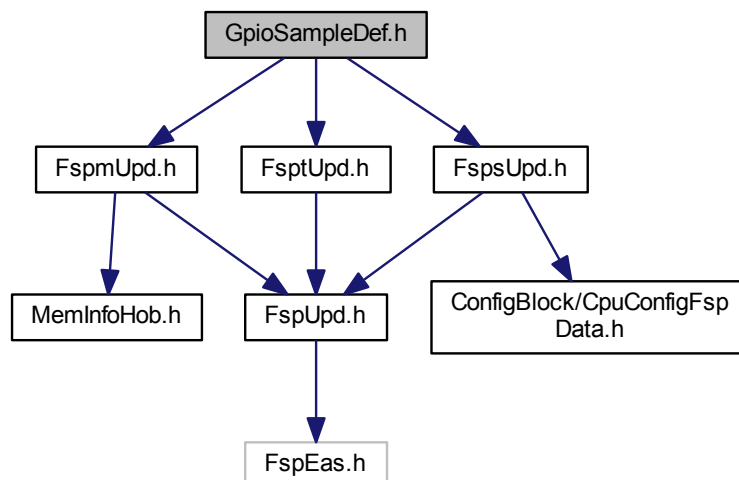 GpioSampleDef.h
FspmUpd.h
FsptUpd.h
FspsUpd.h
MemInfoHob.h
FspUpd.h
ConfigBlock/CpuConfigFsp
Data.h
FspEas.h